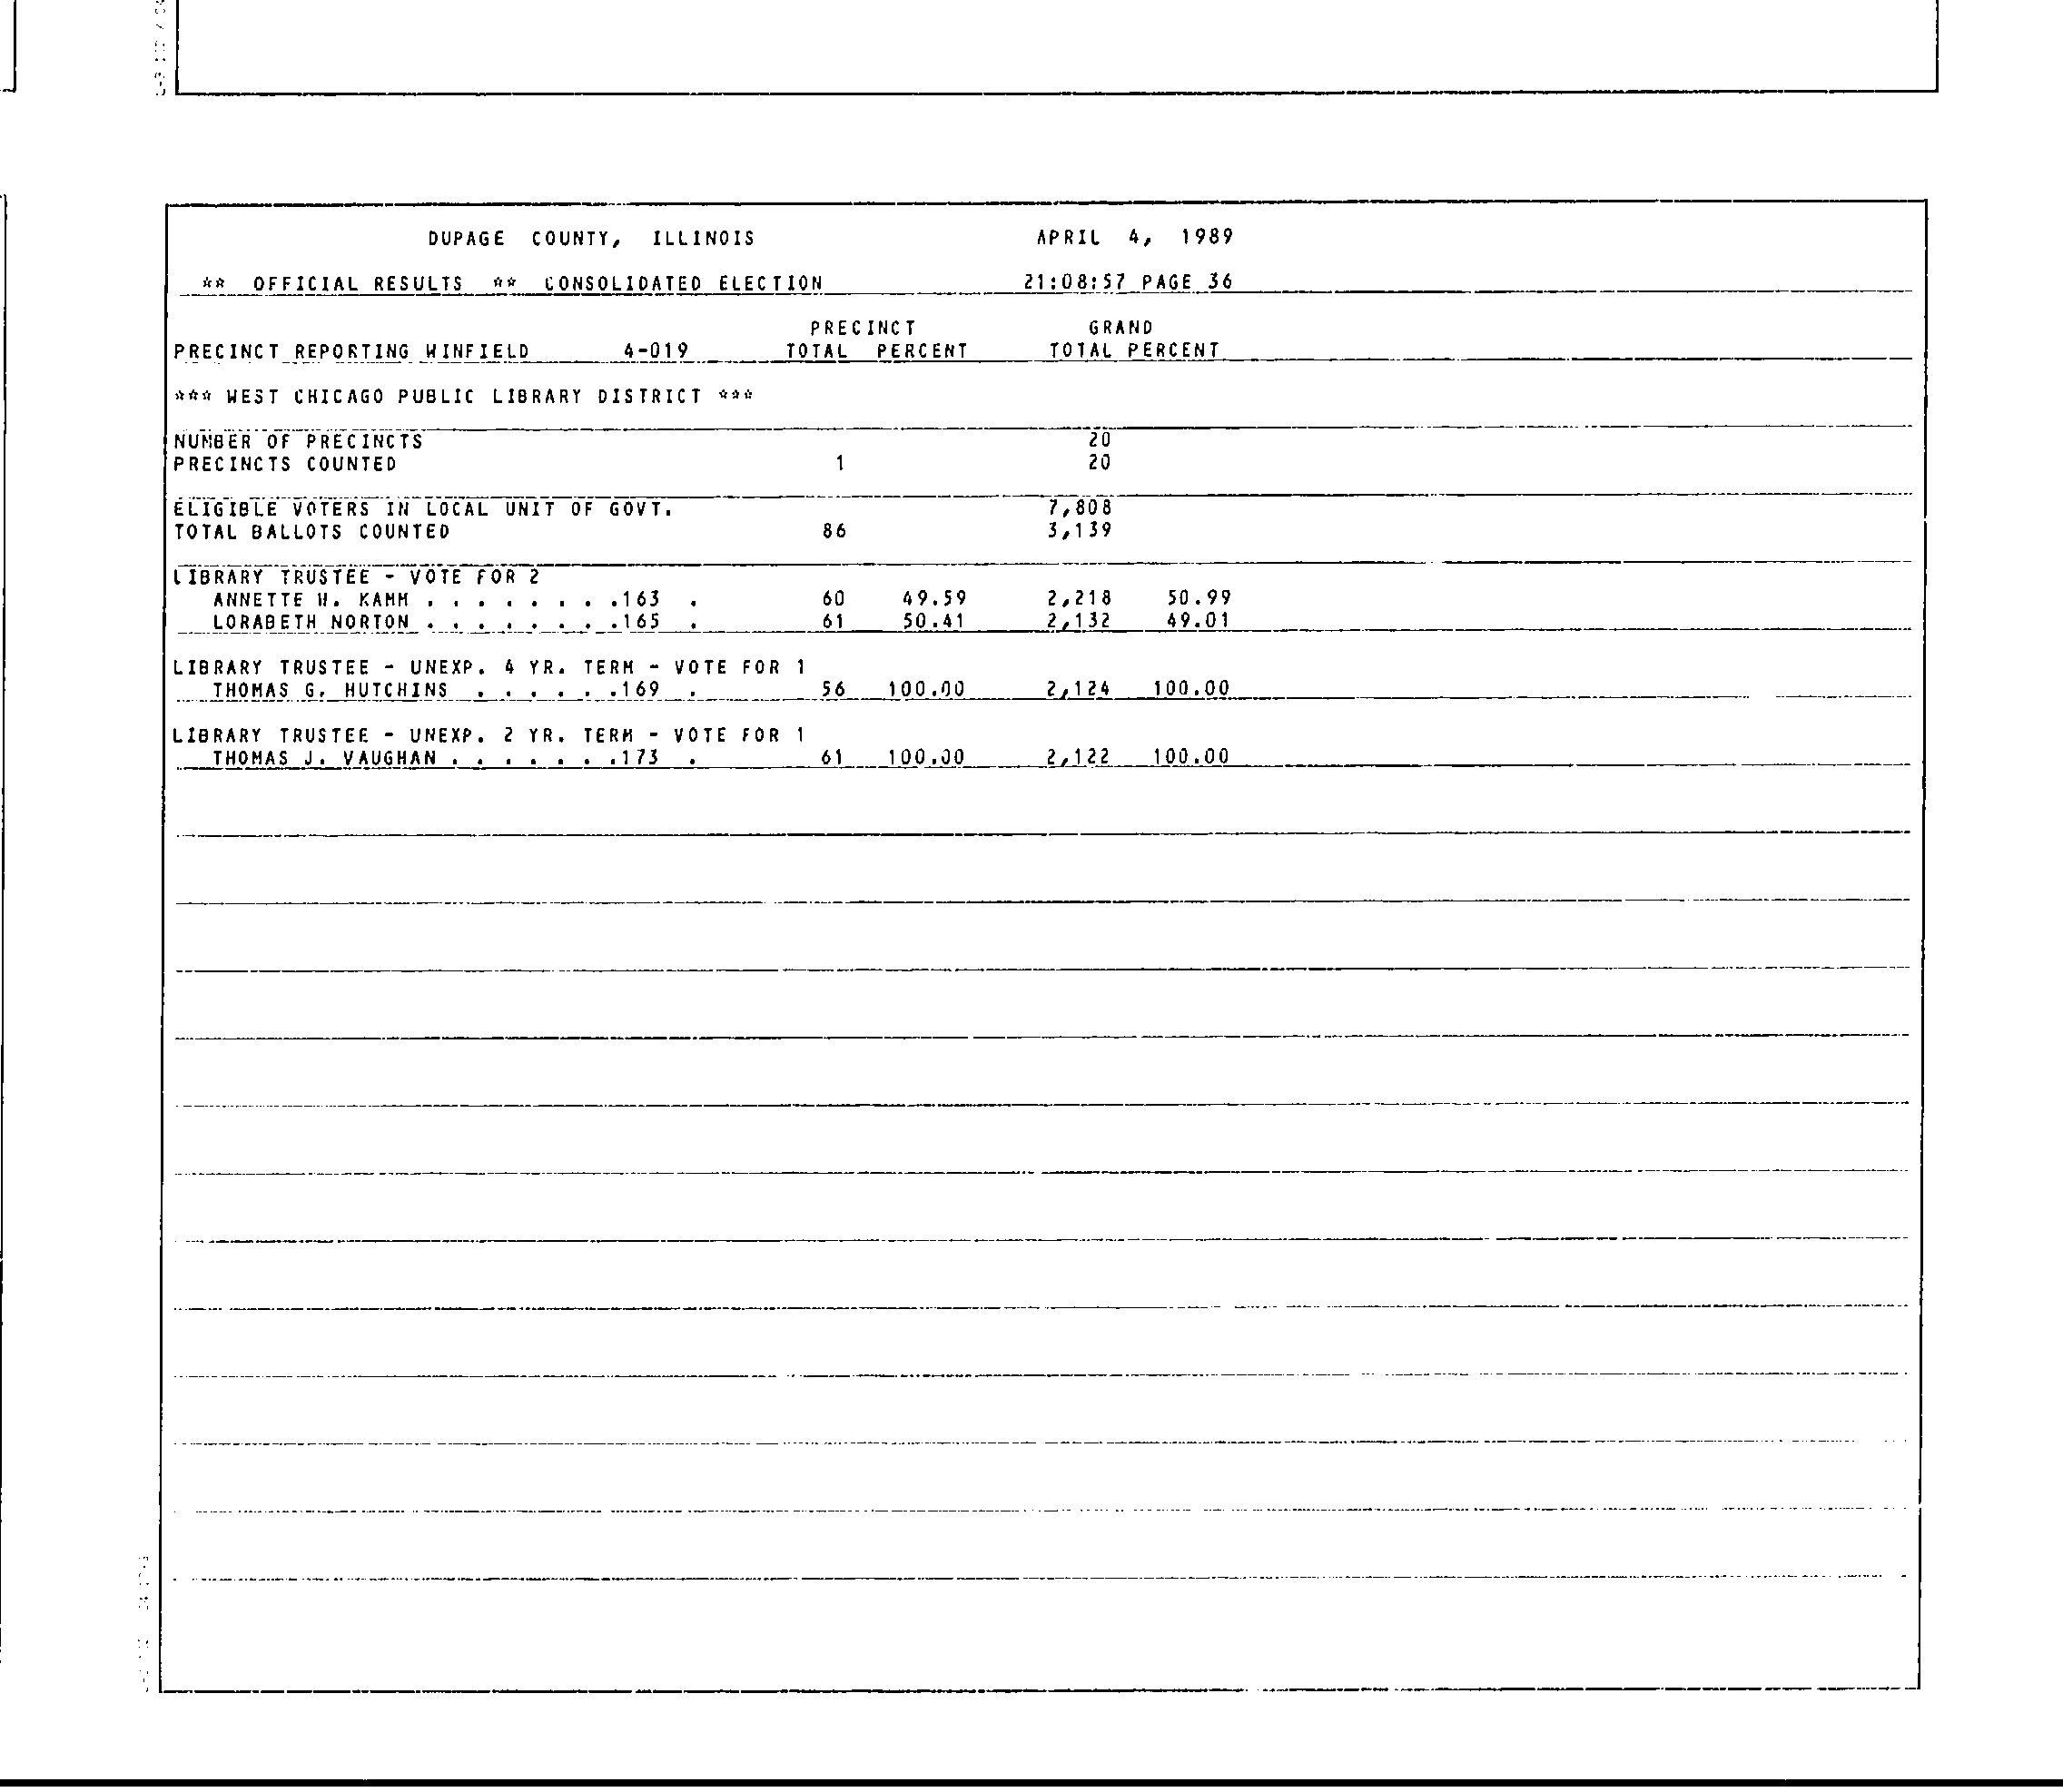 DUPAGE COUNTY, ILLINOIS APRIL 4, 1989
** OFFICIAL RESULTS ** CONSOLIDATED ELECTION 21:08:57 PAGE 36
PRECINCT GRAND
PRECINCT REPORTING WINFIELD 4-019 TOTAL PERCENT TOTAL PERCENT
*** WEST CHICAGO PUBLIC LIBRARY DISTRICT ***
NUMBER OF PRECINCTS 20
PRECINCTS COUNTED 1 20
ELIGIBLE VOTERS IN LOCAL UNIT OF GOVT. 7,808
TOTAL BALLOTS COUNTED 86 3,139
LIBRARY TRUSTEE - VOTE FOR 2
ANNETTE W. KAMM . . . . . . . .163 . 60 49.59 2,218 50.99
LORABETH NORTON . . . . . . . .165 . 61 50.41 2,132 49.01
LIBRARY TRUSTEE - UNEXP. 4 YR. TERM - VOTE FOR 1
THOMAS G. HUTCHINS . . . . . .169 . 56 100.00 2,124 100.00
LIBRARY TRUSTEE - UNEXP. 2 YR. TERM - VOTE FOR 1
THOMAS J. VAUGHAN . . . . . . .173 . 61 100.00 2,122 100.00